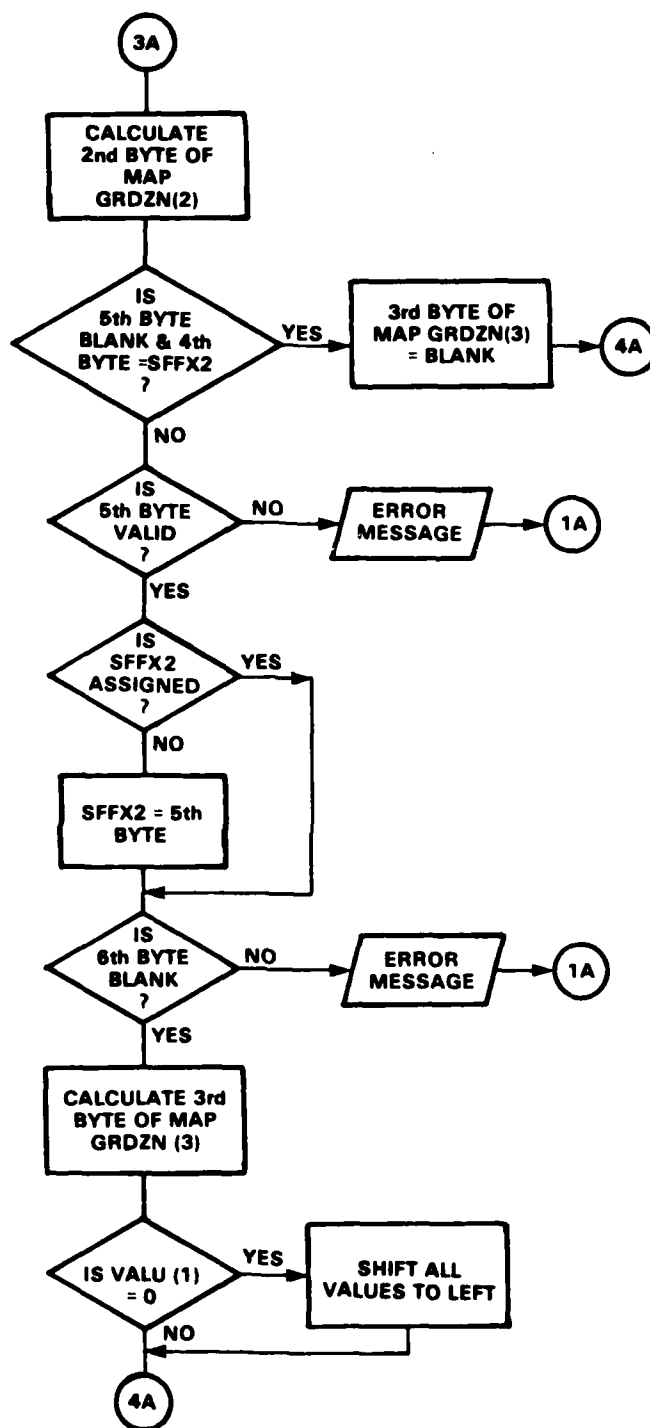 3A
CALCULATE
2nd BYTE OF
MAP
GRDZN(2)
IS
5th BYTE
BLANK & 4th
BYTE =SFFX2
?
YES
3rd BYTE OF
MAP GRDZN(3)
= BLANK
4A
NO
IS
5th BYTE
VALID
?
NO
ERROR
MESSAGE
1A
YES
IS
SFFX2
ASSIGNED
?
YES
NO
SFFX2 = 5th
BYTE
IS
6th BYTE
BLANK
?
NO
ERROR
MESSAGE
1A
YES
CALCULATE 3rd
BYTE OF MAP
GRDZN (3)
IS VALU (1)
= 0
YES
SHIFT ALL
VALUES TO LEFT
NO
4A